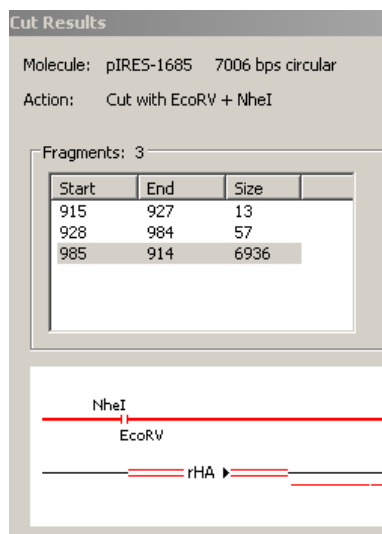 Cut Results
Molecule: pIRES-1685 7006 bps circular
Action: Cut with EcoRV + NheI
Fragments: 3
Start End Size
915 927 13
928 984 57
985 914 6936
NheI
EcoRV
rHA